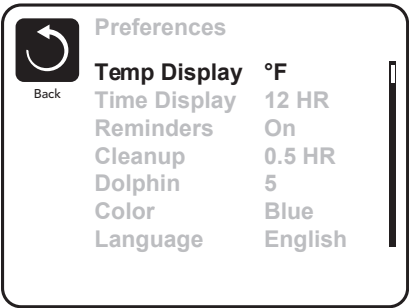 Preferences
Back
Temp Display °F
Time Display 12 HR
Reminders On
Cleanup 0.5 HR
Dolphin 5
Color Blue
Language English